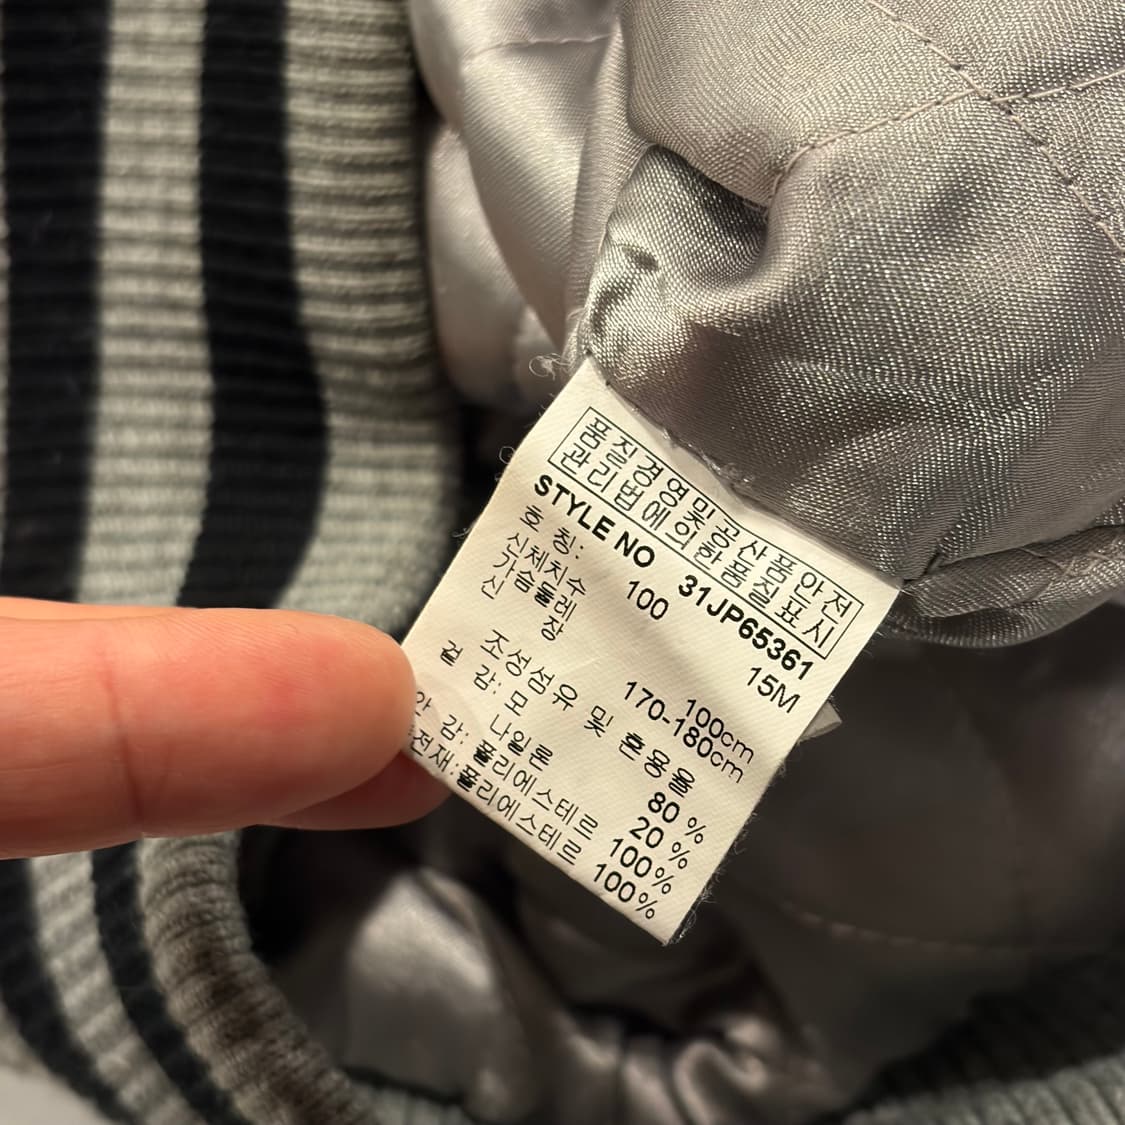 품질경영및공산품안전
관리법에의한품질표시
STYLE NO 31JP65361
호 칭: 100 15M
신체치수
가슴둘레 100cm
신 장 170-180cm
조성섬유 및 혼용율
겉 감: 모 80 %
나일론 20 %
안 감: 폴리에스테르 100%
충전재:폴리에스테르 100%